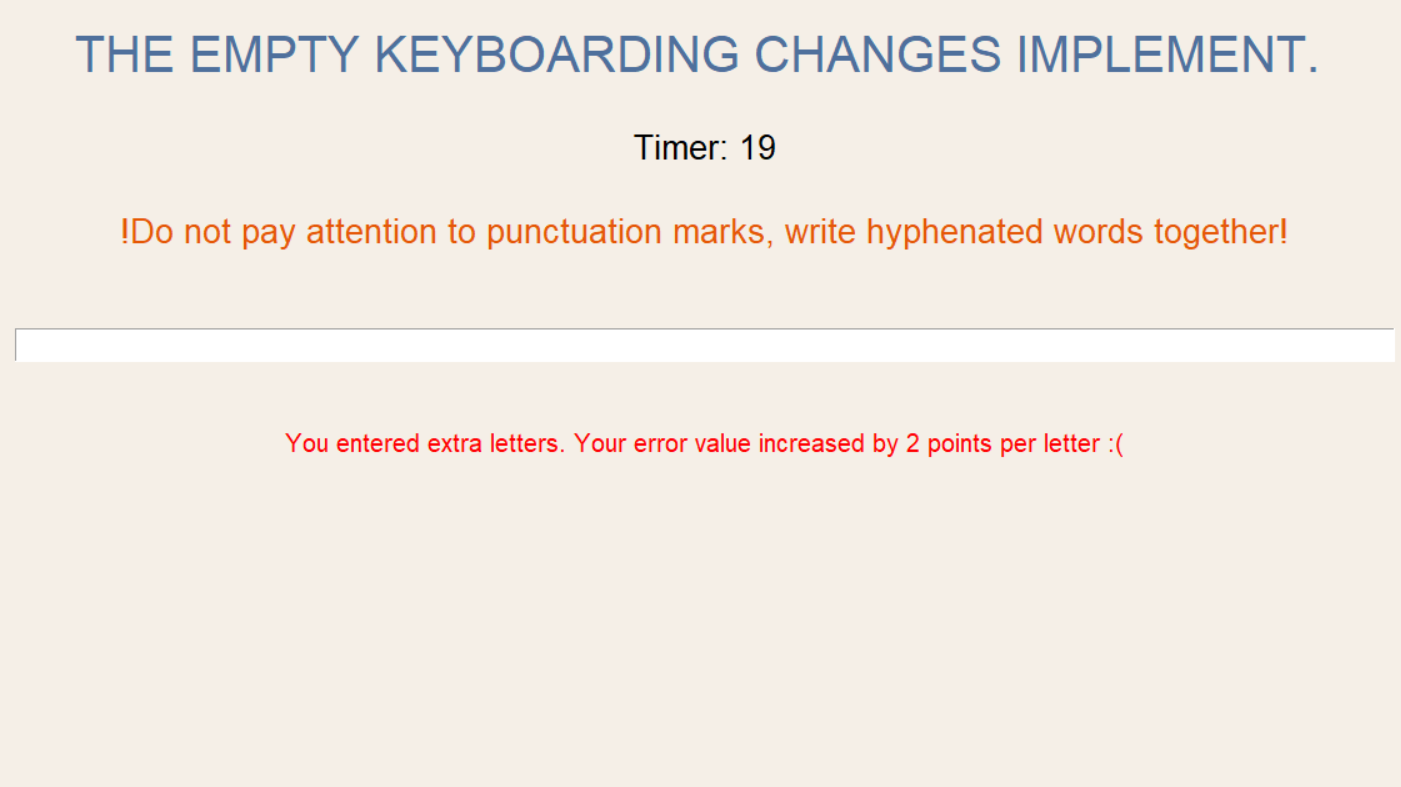 THE EMPTY KEYBOARDING CHANGES IMPLEMENT.
Timer: 19
!Do not pay attention to punctuation marks, write hyphenated words together!
You entered extra letters. Your error value increased by 2 points per letter :(